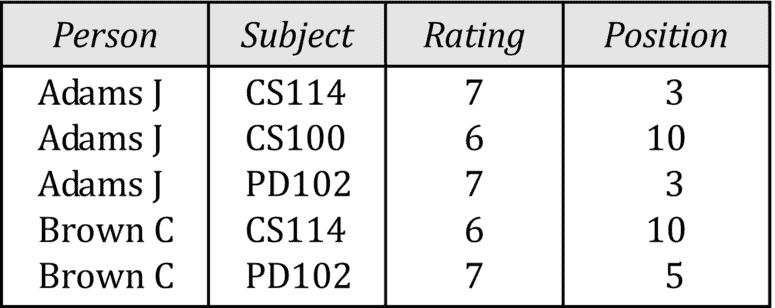 Person Subject Rating Position
Adams J CS114 7 3
Adams J CS100 6 10
Adams J PD102 7 3
Brown C CS114 6 10
Brown C PD102 7 5